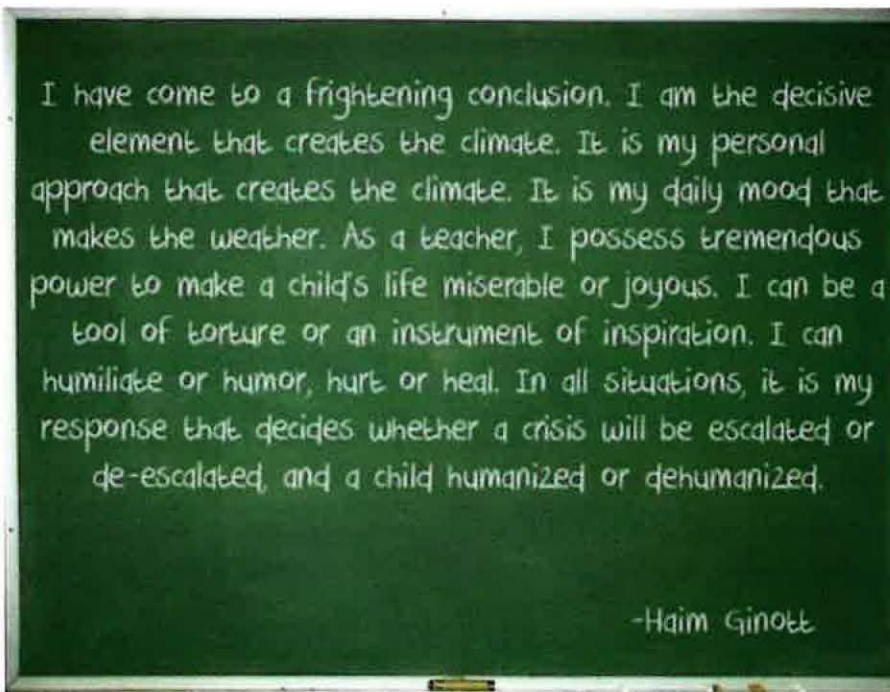 I have come to a frightening conclusion. I am the decisive
element that creates the climate. It is my personal
approach that creates the climate. It is my daily mood that
makes the weather. As a teacher, I possess tremendous
power to make a child's life miserable or joyous. I can be a
tool of torture or an instrument of inspiration. I can
humiliate or humor, hurt or heal. In all situations, it is my
response that decides whether a crisis will be escalated or
de-escalated, and a child humanized or dehumanized.
-Haim Ginott